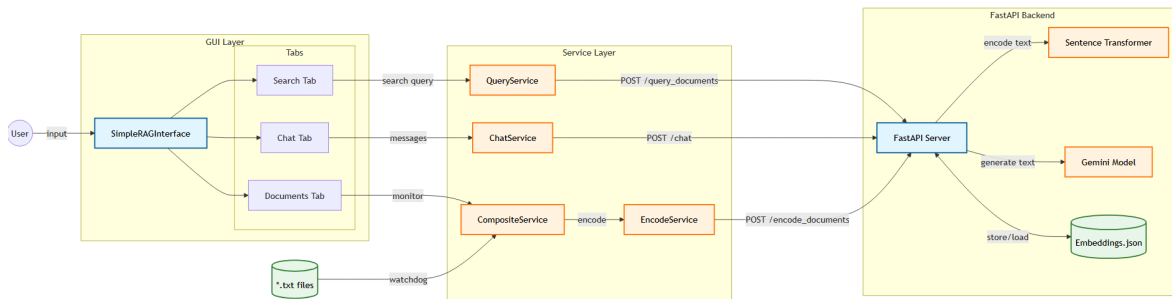 FastAPI Backend
GUI Layer
Service Layer
Tabs
Search Tab
search query
QueryService
POST /query_documents
encode text
Sentence Transformer
User
input
SimpleRAGInterface
Chat Tab
messages
ChatService
POST /chat
FastAPI Server
generate text
Gemini Model
Documents Tab
monitor
CompositeService
encode
EncodeService
POST /encode_documents
store/load
Embeddings.json
*.txt files
watchdog